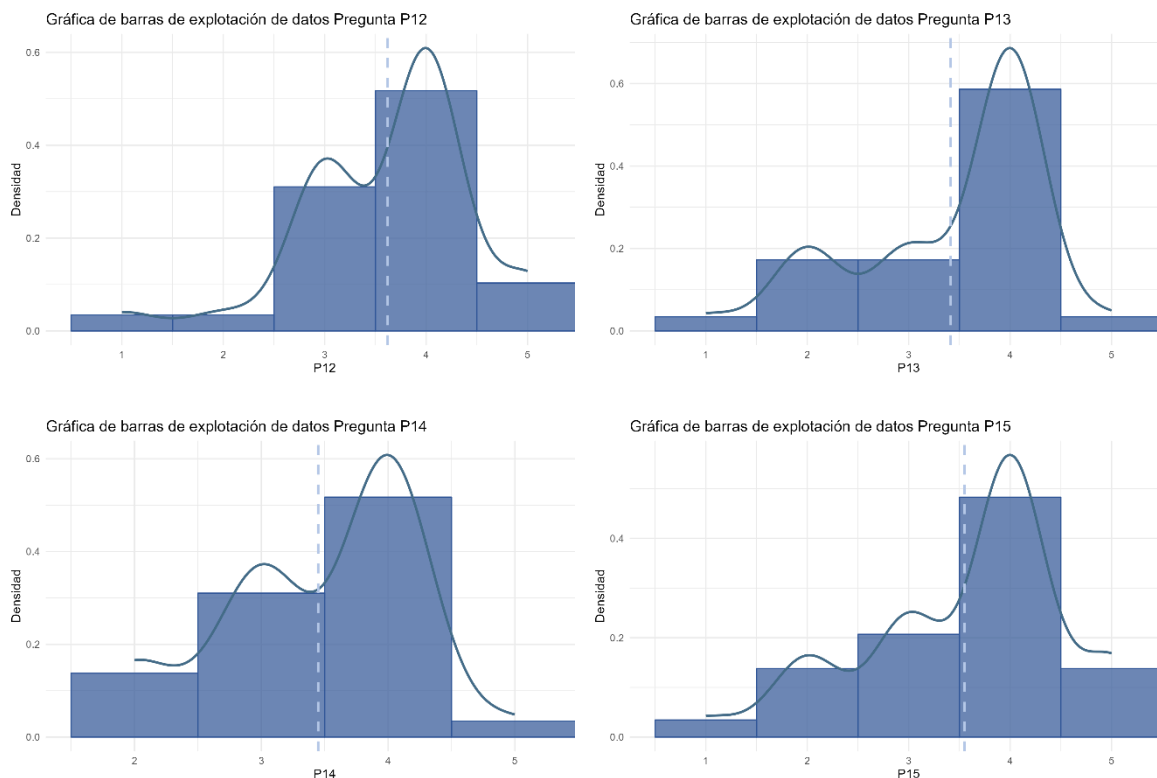 Gráfica de barras de explotación de datos Pregunta P12
0.6
0.4
0.2
0.0
Densidad
1 2 3 4 5
P12
Gráfica de barras de explotación de datos Pregunta P13
0.6
0.4
0.2
0.0
Densidad
1 2 3 4 5
P13
Gráfica de barras de explotación de datos Pregunta P14
0.6
0.4
0.2
0.0
Densidad
2 3 4 5
P14
Gráfica de barras de explotación de datos Pregunta P15
0.4
0.2
0.0
Densidad
1 2 3 4 5
P15